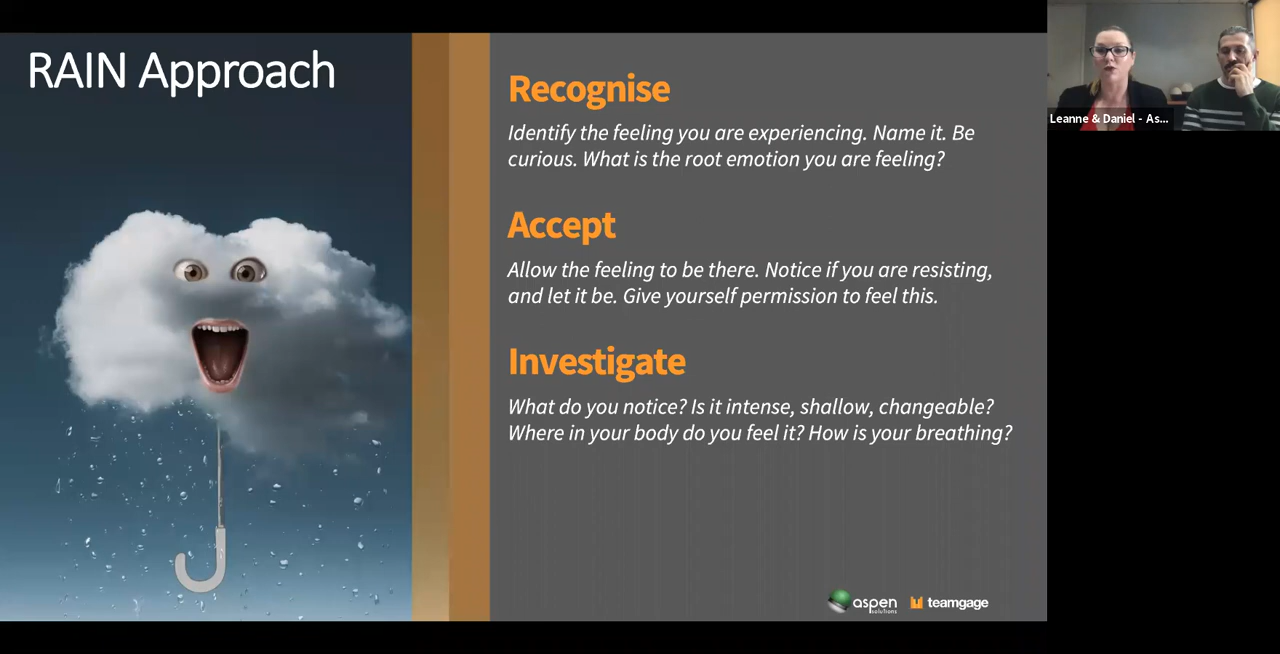 RAIN Approach
Recognise
Identify the feeling you are experiencing. Name it. Be
curious. What is the root emotion you are feeling?
Accept
Allow the feeling to be there. Notice if you are resisting,
and let it be. Give yourself permission to feel this.
Investigate
What do you notice? Is it intense, shallow, changeable?
Where in your body do you feel it? How is your breathing?
aspen
solutions
teamgage
Leanne & Daniel - As...